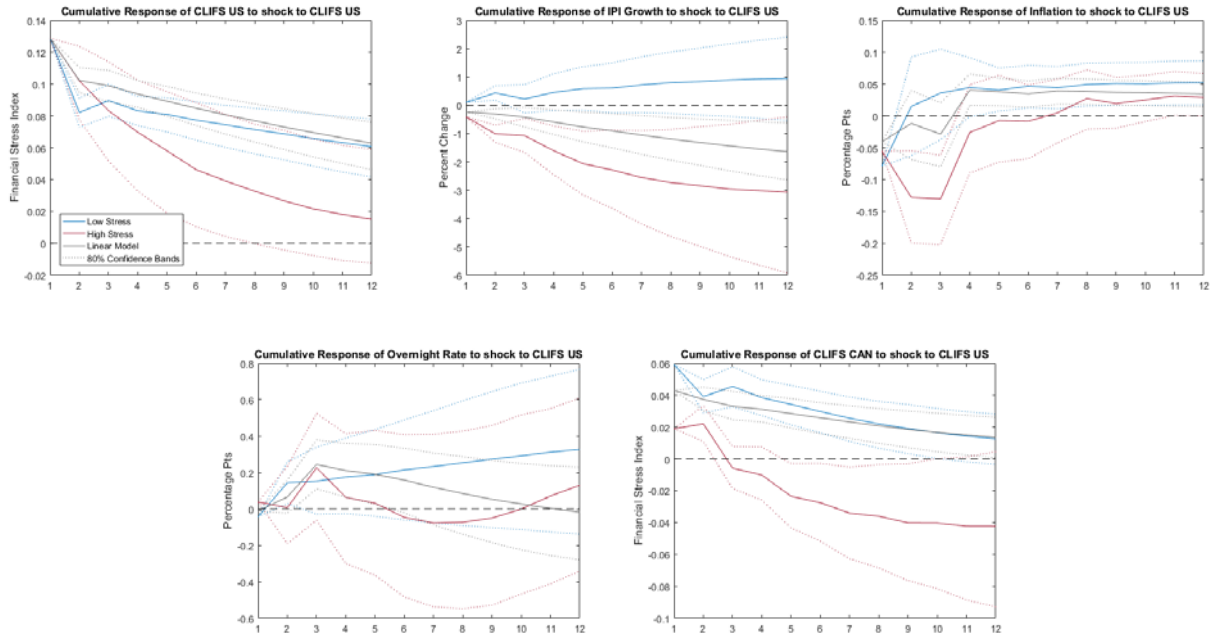 Cumulative Response of CLIFS US to shock to CLIFS US
Financial Stress Index
0.14
0.12
0.1
0.08
0.06
0.04
0.02
0
-0.02
Low Stress
High Stress
Linear Model
80% Confidence Bands
1 2 3 4 5 6 7 8 9 10 11 12
Cumulative Response of IPI Growth to shock to CLIFS US
Percent Change
3
2
1
0
-1
-2
-3
-4
-5
-6
1 2 3 4 5 6 7 8 9 10 11 12
Cumulative Response of Inflation to shock to CLIFS US
Percentage Pts
0.15
0.1
0.05
0
-0.05
-0.1
-0.15
-0.2
-0.25
1 2 3 4 5 6 7 8 9 10 11 12
Cumulative Response of Overnight Rate to shock to CLIFS US
Percentage Pts
0.8
0.6
0.4
0.2
0
-0.2
-0.4
-0.6
1 2 3 4 5 6 7 8 9 10 11 12
Cumulative Response of CLIFS CAN to shock to CLIFS US
Financial Stress Index
0.06
0.04
0.02
0
-0.02
-0.04
-0.06
-0.08
-0.1
1 2 3 4 5 6 7 8 9 10 11 12